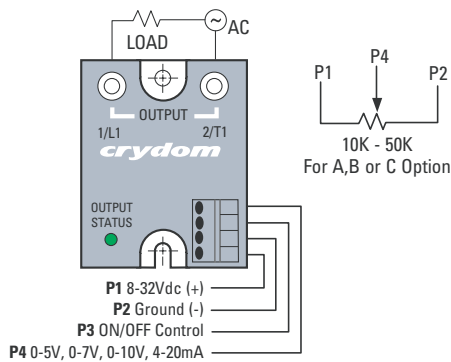 LOAD
AC
OUTPUT
1/L1
2/T1
crydom
OUTPUT
STATUS
P1 8-32Vdc (+)
P2 Ground (-)
P3 ON/OFF Control
P4 0-5V, 0-7V, 0-10V, 4-20mA
P1
P4
P2
10K - 50K
For A,B or C Option